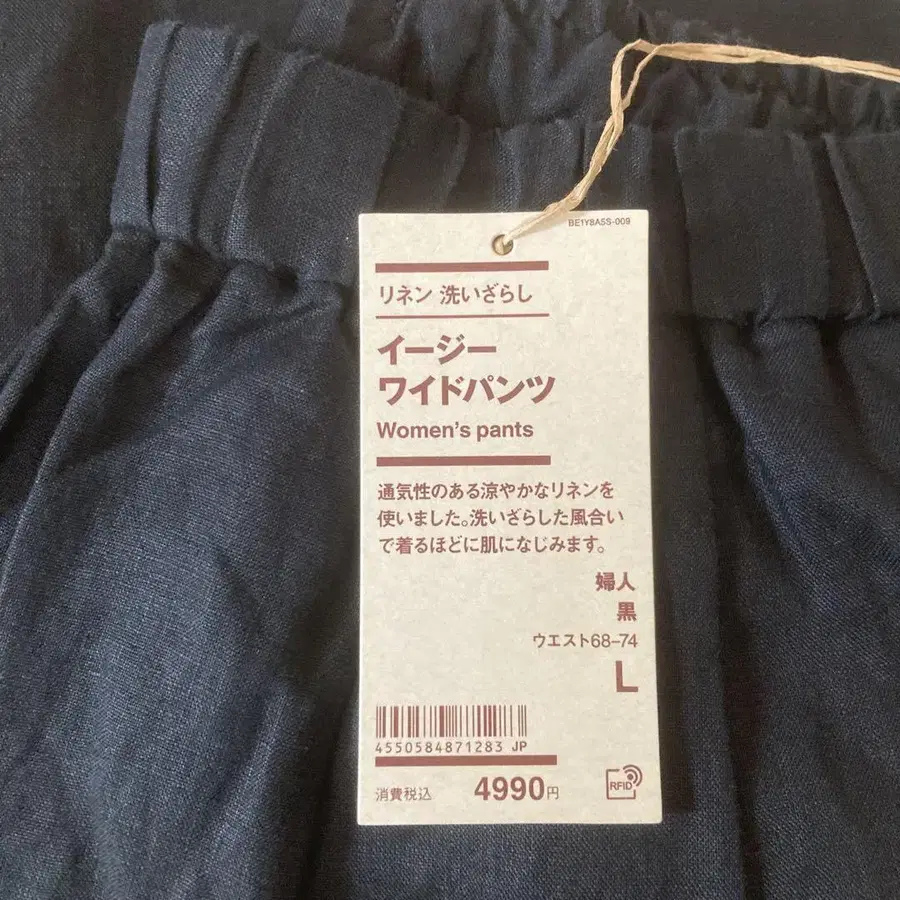 BE1Y8A5S-009
リネン 洗いざらし
イージー
ワイドパンツ
Women's pants
通気性のある涼やかなリネンを
使いました。洗いざらした風合い
で着るほどに肌になじみます。
婦人
黒
ウエスト68–74
L
4550584871283 JP
消費税込 4990円
RFID